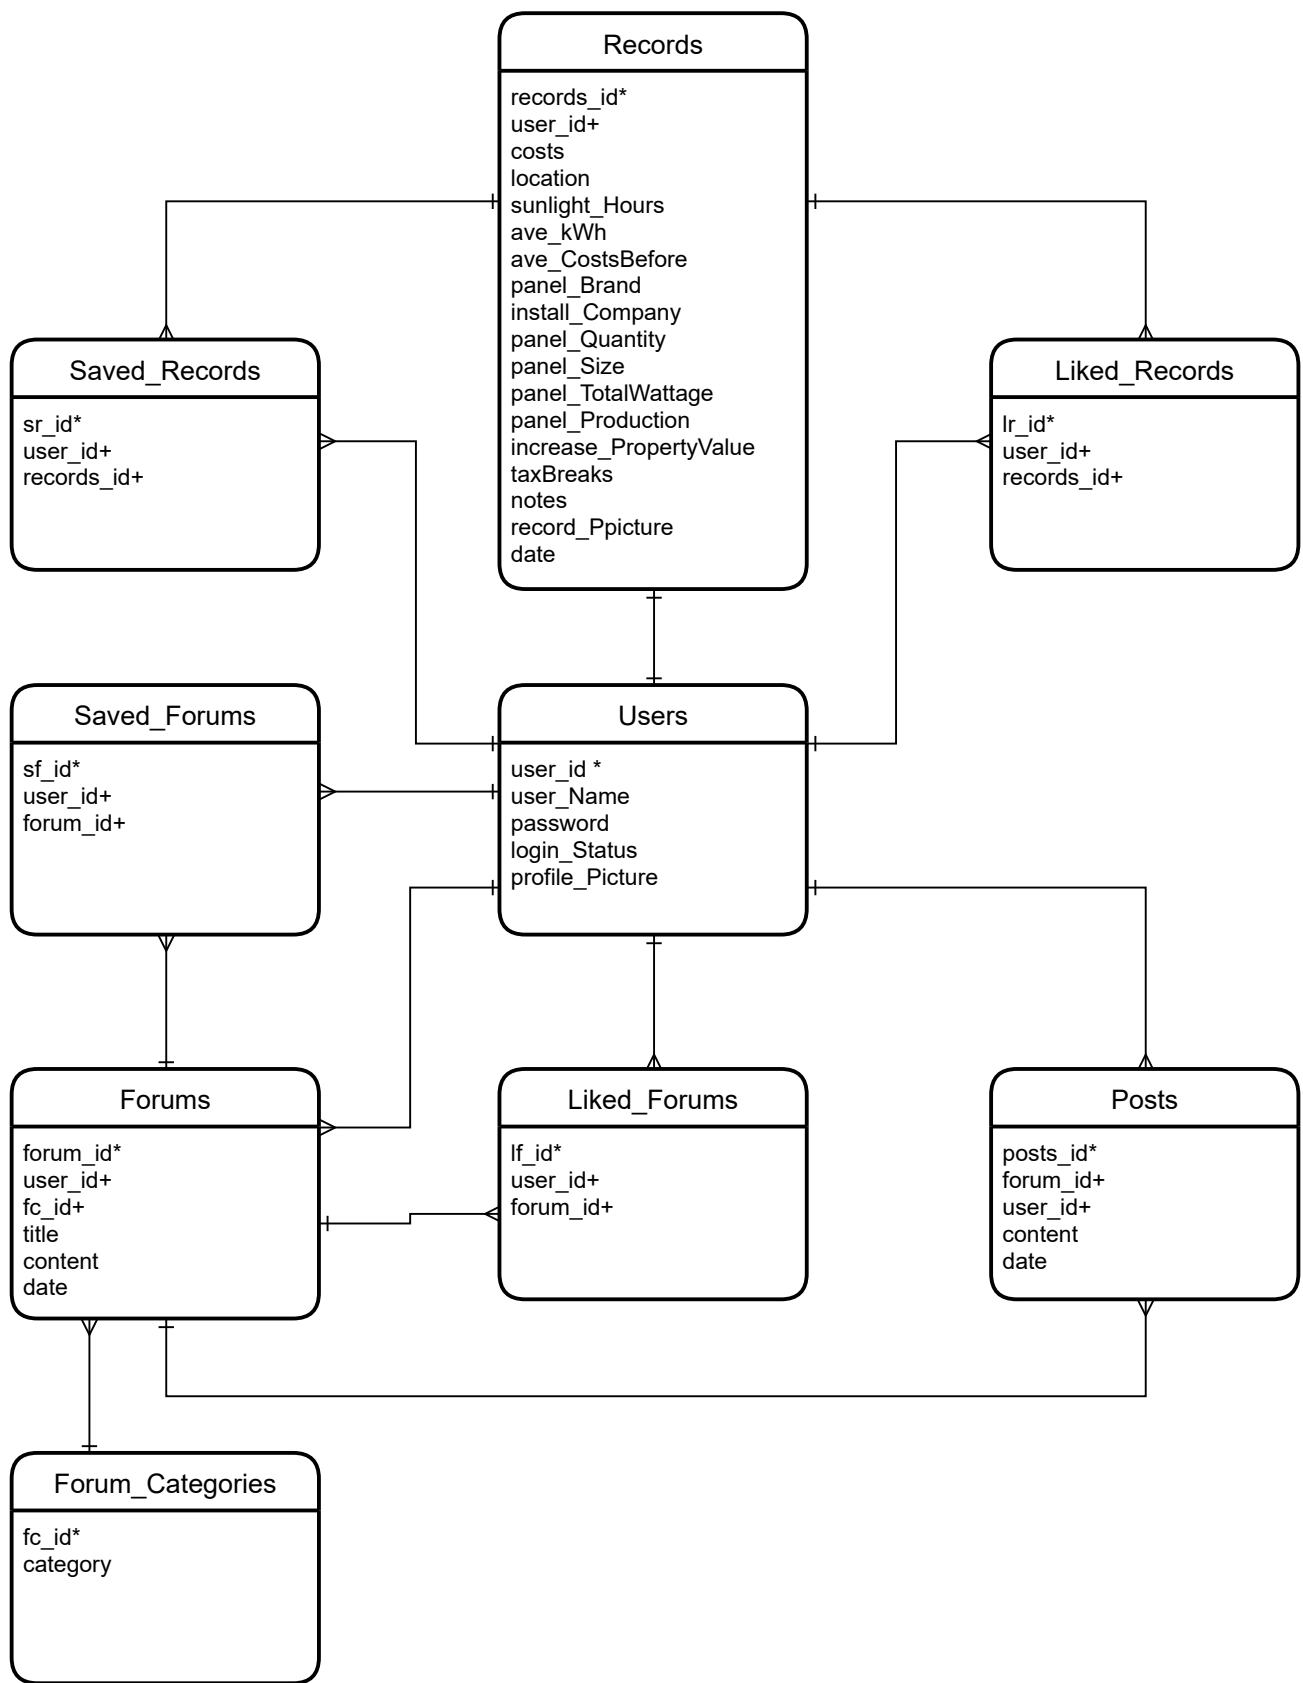 Records
records_id*
user_id+
costs
location
sunlight_Hours
ave_kWh
ave_CostsBefore
panel_Brand
install_Company
panel_Quantity
panel_Size
panel_TotalWattage
panel_Production
increase_PropertyValue
taxBreaks
notes
record_Ppicture
date
Saved_Records
sr_id*
user_id+
records_id+
Liked_Records
lr_id*
user_id+
records_id+
Saved_Forums
sf_id*
user_id+
forum_id+
Users
user_id *
user_Name
password
login_Status
profile_Picture
Forums
forum_id*
user_id+
fc_id+
title
content
date
Liked_Forums
lf_id*
user_id+
forum_id+
Posts
posts_id*
forum_id+
user_id+
content
date
Forum_Categories
fc_id*
category